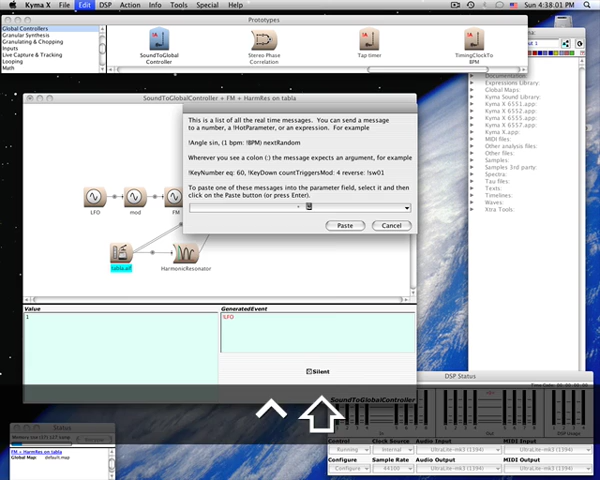 Kyma X File Edit DSP Action Info Window Help
Sun 4:38:01 PM
Prototypes
Global Controllers
Granular Synthesis
Granulating & Chopping
Inputs
Live Capture & Tracking
Looping
Math
SoundToGlobal
Controller
Stereo Phase
Correlation
Tap timer
TimingClockTo
BPM
SoundToGlobalController + FM + HarmRes on tabla
This is a list of all the real time messages. You can send a message
to a number, a !HotParameter, or an expression. For example
!Angle sin, (1 bpm: !BPM) nextRandom
Wherever you see a colon (:) the message expects an argument, for example
!KeyNumber eq: 60, !KeyDown countTriggersMod: 4 reverse: !sw01
To paste one of these messages into the parameter field, select it and then
click on the Paste button (or press Enter).
Paste
Cancel
LFO
mod
FM
tabla.aif
HarmonicResonator
Documentation:
Expressions Library:
Global Maps:
Kyma Sound Library:
Kyma X 6551.app:
Kyma X 6552.app:
Kyma X 6555.app:
Kyma X.app:
MIDI files:
Other analysis files:
Other files:
Samples:
Samples 3rd party:
Spectra:
Tau files:
Texts:
Timelines:
Waves:
Xtra Tools:
Value
1
GeneratedEvent
!LFO
Silent
SoundToGlobalController
DSP Status
In
Out
DSP Usage
Control
Clock Source
Audio Input
MIDI Input
Running
Internal
UltraLite-mk3 (1394)
UltraLite-mk3 (1394)
Configure
Sample Rate
Audio Output
MIDI Output
Configure
44100
UltraLite-mk3 (1394)
UltraLite-mk3 (1394)
Status
FM + HarmRes on tabla
Global Map: default map